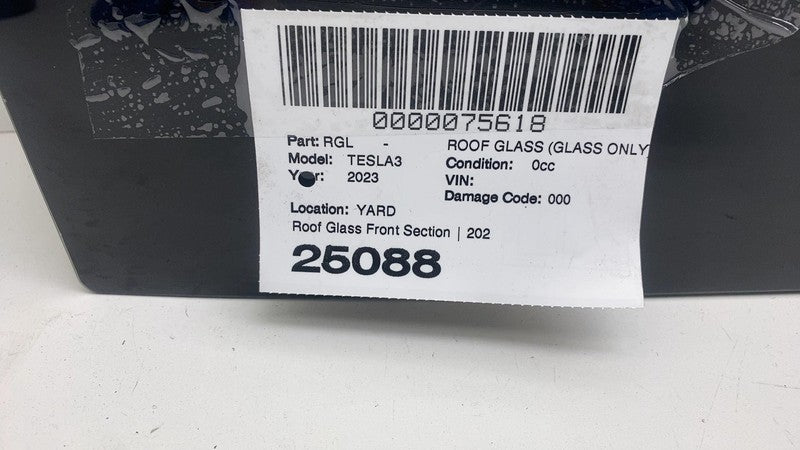 0000075618
Part: RGL - ROOF GLASS (GLASS ONLY
Model: TESLA3 Condition: 0cc
Year: 2023 VIN:
Damage Code: 000
Location: YARD
Roof Glass Front Section | 202
25088